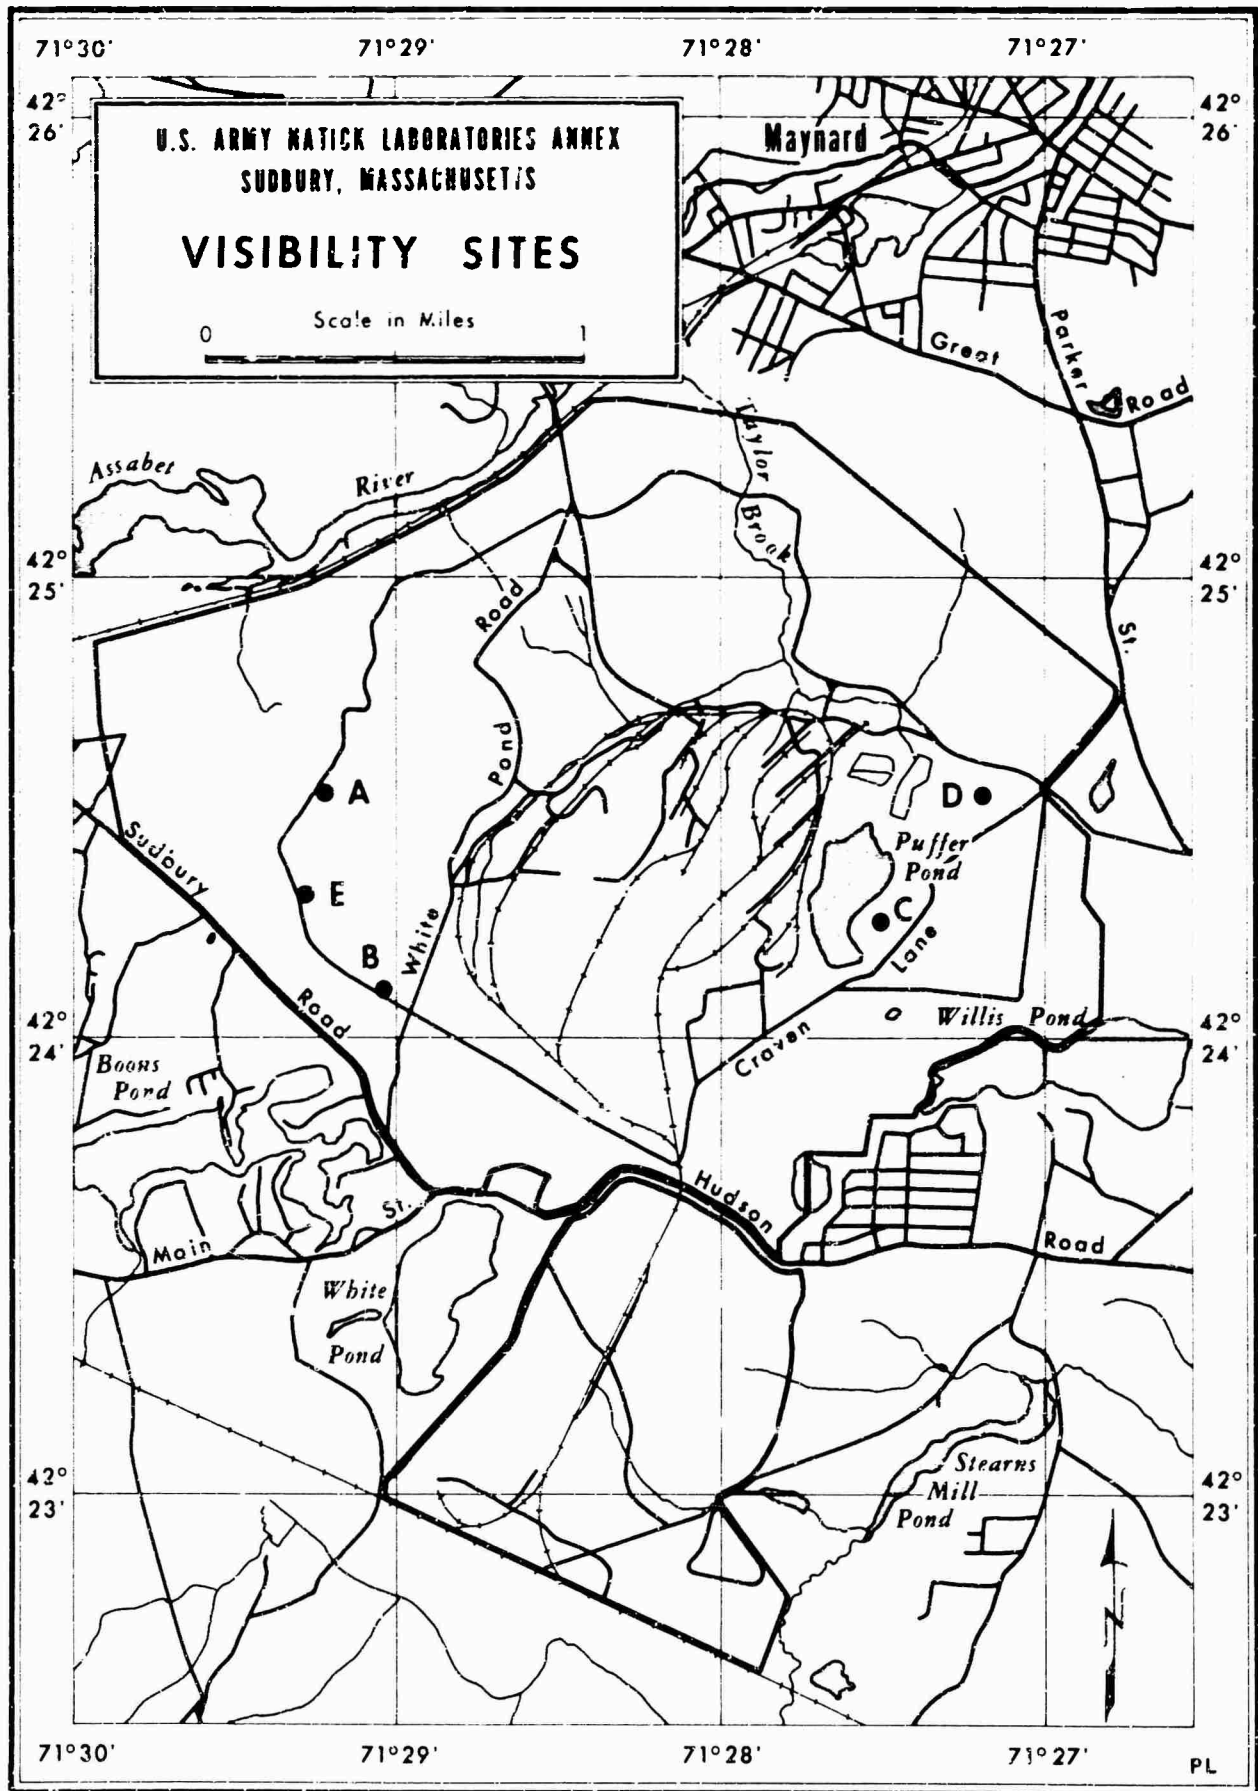 71°30' 71°29' 71°28' 71°27'
42° 26'
42° 26'
U.S. ARMY NATICK LABORATORIES ANNEX
SUDBURY, MASSACHUSETTS
VISIBILITY SITES
Scale in Miles
0 1
Maynard
Great Road
Parker St.
Taylor Brook
Assabet River
42° 25'
42° 25'
White Pond Road
A
D
Sudbury Road
Puffer Pond
E
C
B
Craven Lane
42° 24'
Willis Pond
42° 24'
Boons Pond
Hudson Road
Main St.
White Pond
Stearns Mill Pond
42° 23'
42° 23'
N
71°30' 71°29' 71°28' 71°27'
PL